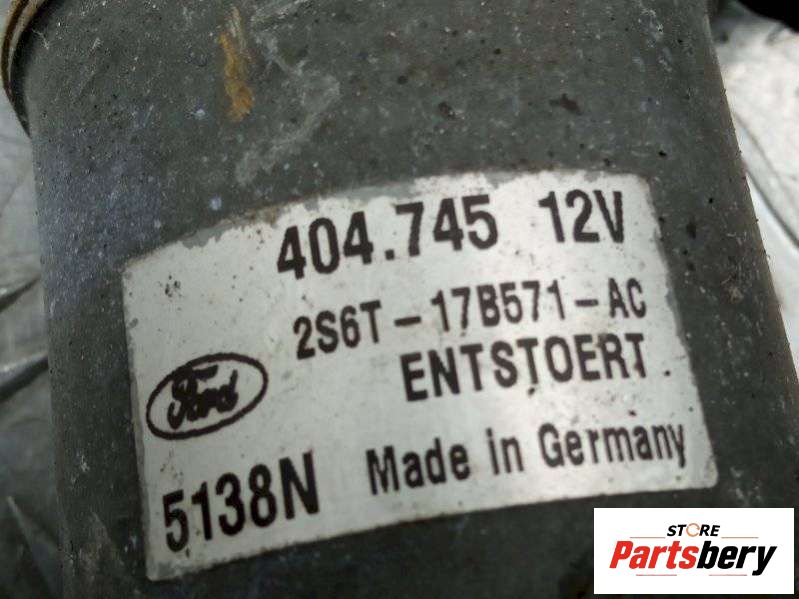 404.745 12V
2S6T-17B571-AC
Ford
ENTSTOERT
5138N Made in Germany
STORE
Partsbery